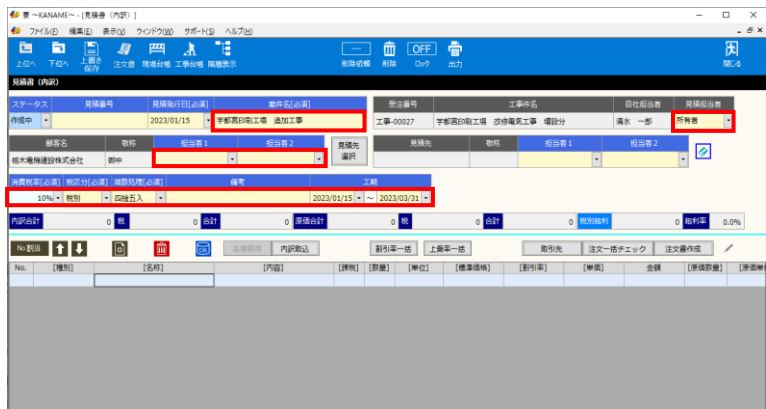 要 ～KANAME～ - [見積書（内訳）]
ファイル(F) 編集(E) 表示(V) ウィンドウ(W) サポート(S) ヘルプ(H)
上位へ 下位へ 上書き保存 注文書 現場台帳 工事台帳 階層表示 削除依頼 削除 OFF ロック 出力 閉じる
見積書（内訳）
ステータス 見積番号 見積発行日[必須] 案件名[必須] 受注番号 工事件名 自社担当者 見積担当者
作成中 2023/01/15 宇都宮印刷工場 追加工事 工事-00027 宇都宮印刷工場 改修電気工事 増設分 清水 一郎 所有者
顧客名 敬称 担当者1 担当者2 見積先選択 見積先 敬称 担当者1 担当者2
栃木電機建設株式会社 御中
消費税率[必須] 税区分[必須] 端数処理[必須] 備考 工期
10% 税別 四捨五入 2023/01/15 ～ 2023/03/31
内訳合計 0 税 0 合計 0 原価合計 0 税 0 合計 0 税別粗利 0 粗利率 0.0%
No割当 内訳取込 割引率一括 上乗率一括 取引先 注文一括チェック 注文書作成
No. [種別] [名称] [内容] [課税] [数量] [単位] [標準価格] [割引率] [単価] 金額 [原価数量] [原価単